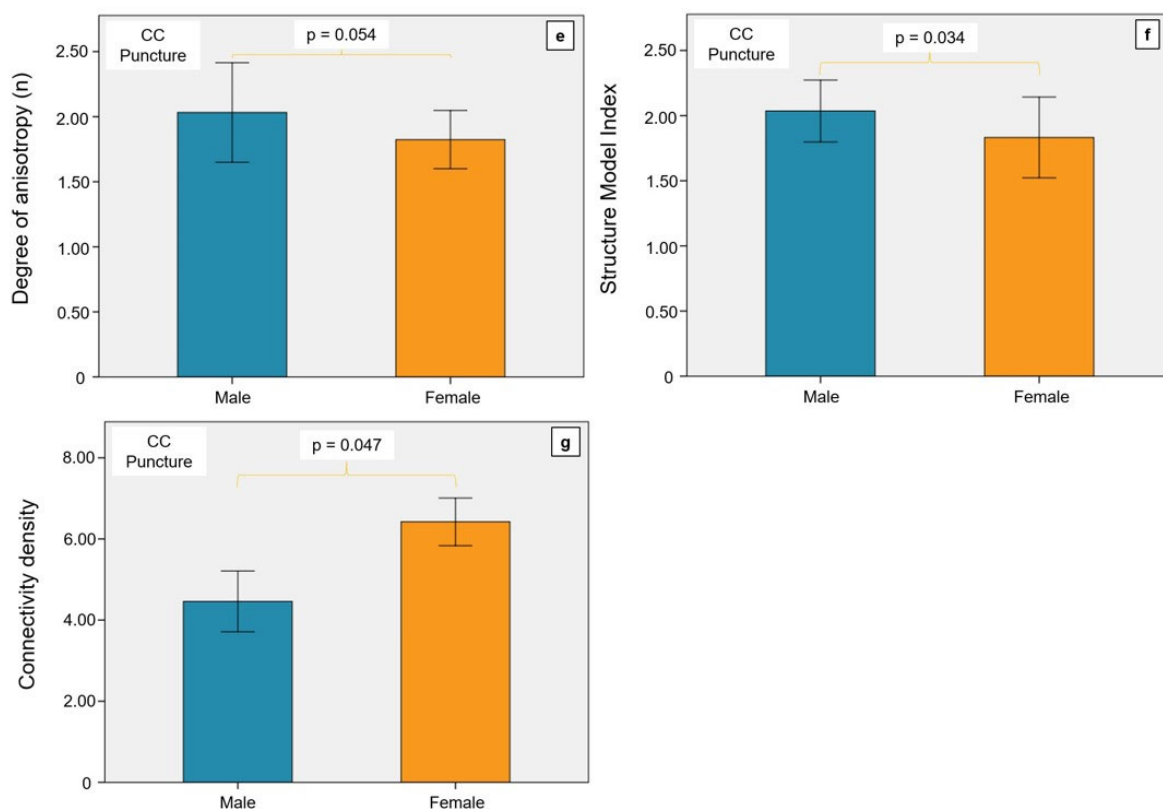 CC
Puncture
p = 0.054
e
2.50
2.00
1.50
1.00
0.50
0
Degree of anisotropy (n)
Male
Female
CC
Puncture
p = 0.034
f
2.50
2.00
1.50
1.00
0.50
0
Structure Model Index
Male
Female
CC
Puncture
p = 0.047
g
8.00
6.00
4.00
2.00
0
Connectivity density
Male
Female